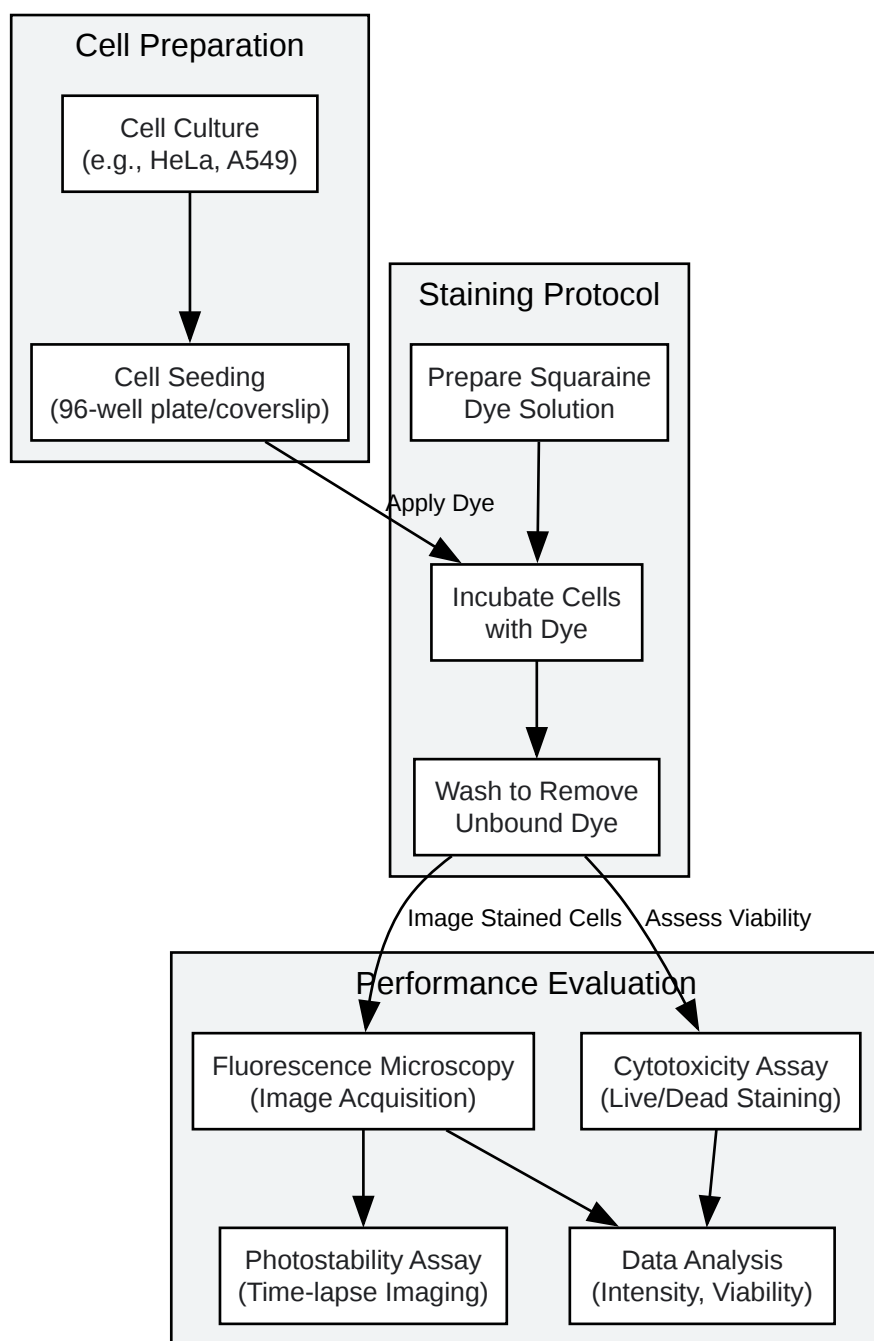 Cell Preparation
Cell Culture
(e.g., HeLa, A549)
Cell Seeding
(96-well plate/coverslip)
Staining Protocol
Prepare Squaraine
Dye Solution
Apply Dye
Incubate Cells
with Dye
Wash to Remove
Unbound Dye
Image Stained Cells
Assess Viability
Performance Evaluation
Fluorescence Microscopy
(Image Acquisition)
Cytotoxicity Assay
(Live/Dead Staining)
Photostability Assay
(Time-lapse Imaging)
Data Analysis
(Intensity, Viability)